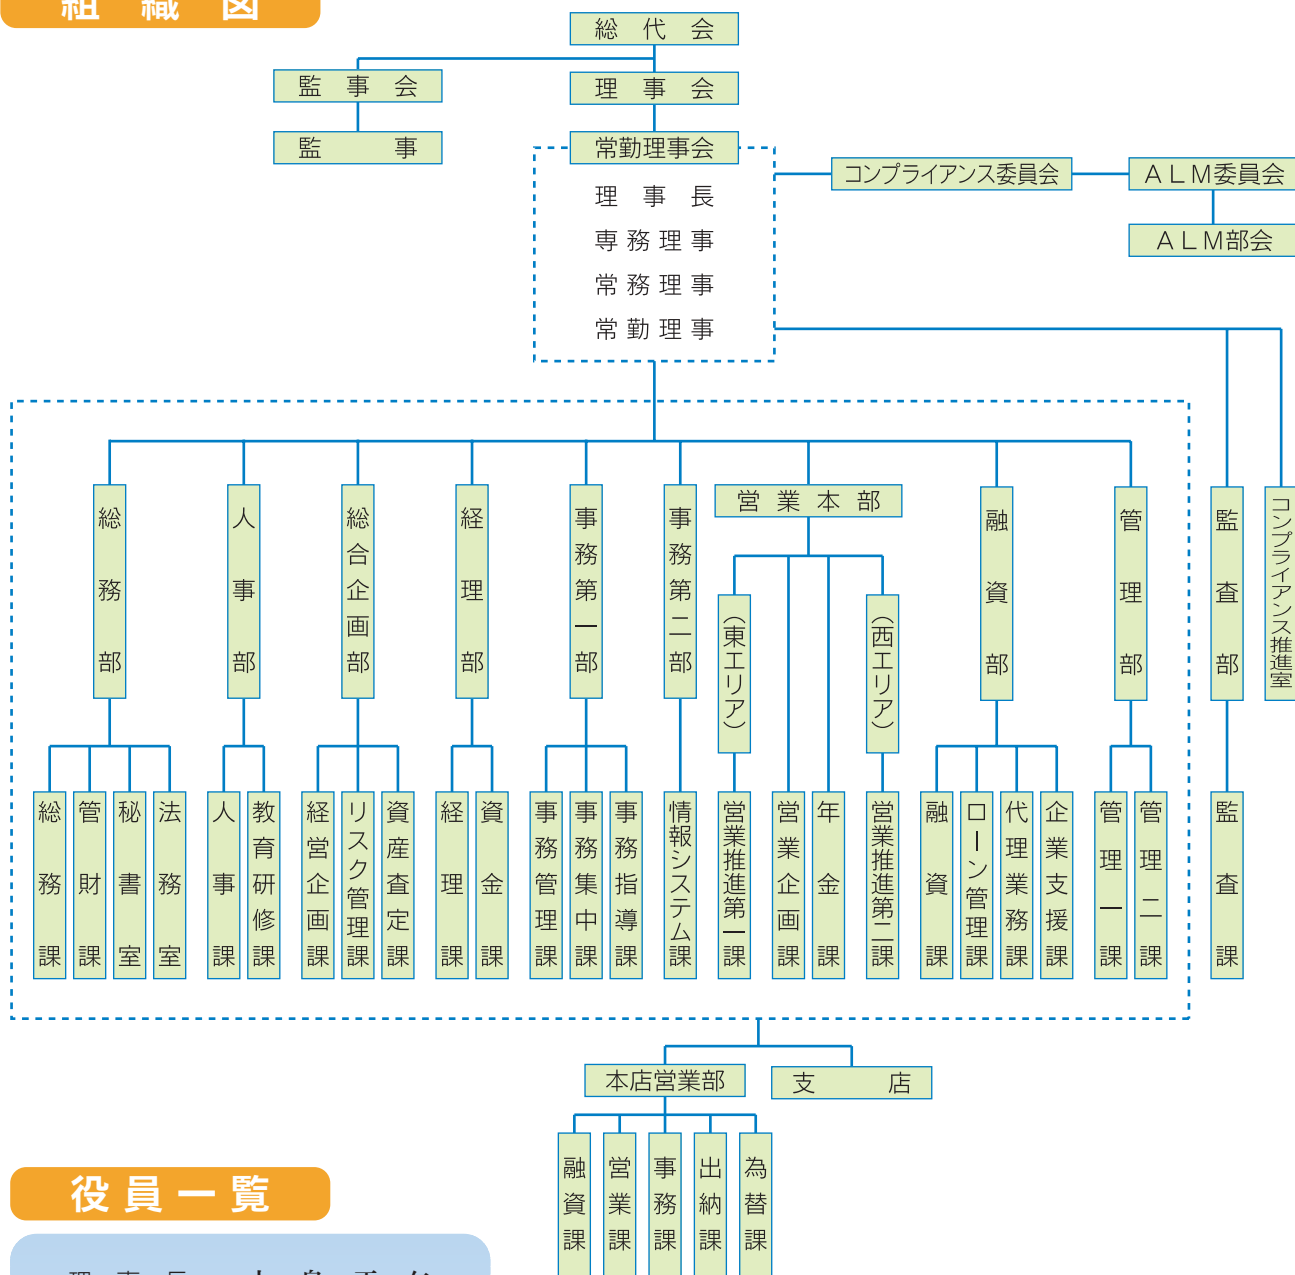 組織図
総代会
監事会
理事会
監事
常勤理事会
理事長
専務理事
常務理事
常勤理事
コンプライアンス委員会
ALM委員会
ALM部会
総務部
人事部
総合企画部
経理部
事務第一部
事務第二部
営業本部
(東エリア)
(西エリア)
融資部
管理部
監査部
コンプライアンス推進室
総務課
管財課
秘書室
法務室
人事課
教育研修課
経営企画課
リスク管理課
資産査定課
経理課
資金課
事務管理課
事務集中課
事務指導課
情報システム課
営業推進第一課
営業企画課
年金課
営業推進第二課
融資課
ローン管理課
代理業務課
企業支援課
管理一課
管理二課
監査課
本店営業部
支店
融資課
営業課
事務課
出納課
為替課
役員一覧
理事長